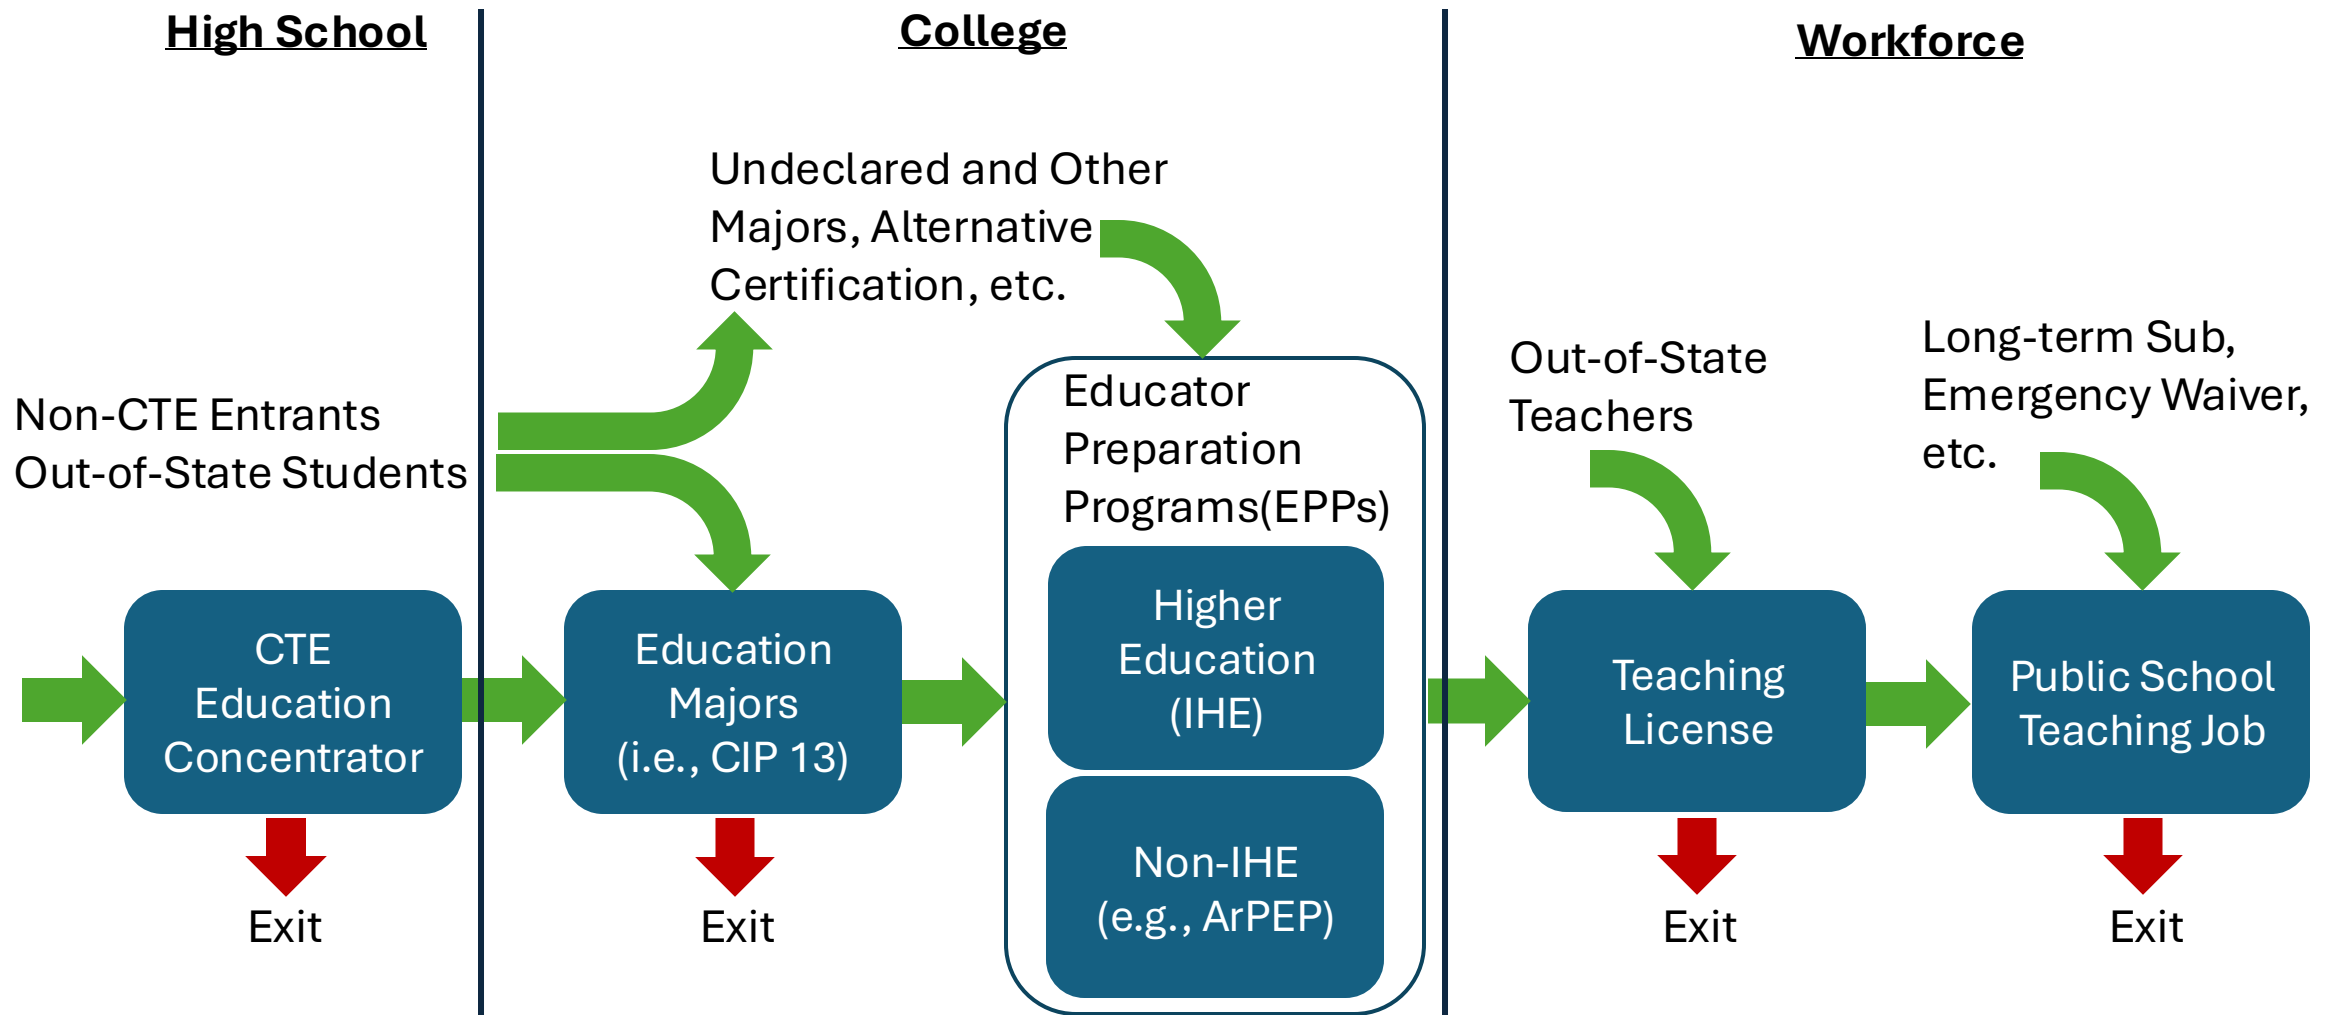 High School
College
Workforce
Undeclared and Other
Majors, Alternative
Certification, etc.
Non-CTE Entrants
Out-of-State Students
Educator
Preparation
Programs(EPPs)
Out-of-State
Teachers
Long-term Sub,
Emergency Waiver,
etc.
CTE
Education
Concentrator
Education
Majors
(i.e., CIP 13)
Higher
Education
(IHE)
Non-IHE
(e.g., ArPEP)
Teaching
License
Public School
Teaching Job
Exit
Exit
Exit
Exit